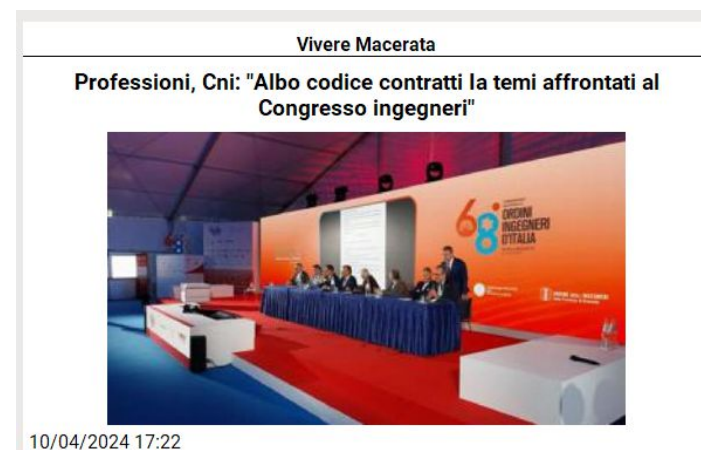 Vivere Macerata
Professioni, Cni: "Albo codice contratti Ia temi affrontati al
Congresso ingegneri"
68°
ORDINI
INGEGNERI
D'ITALIA
10/04/2024 17:22